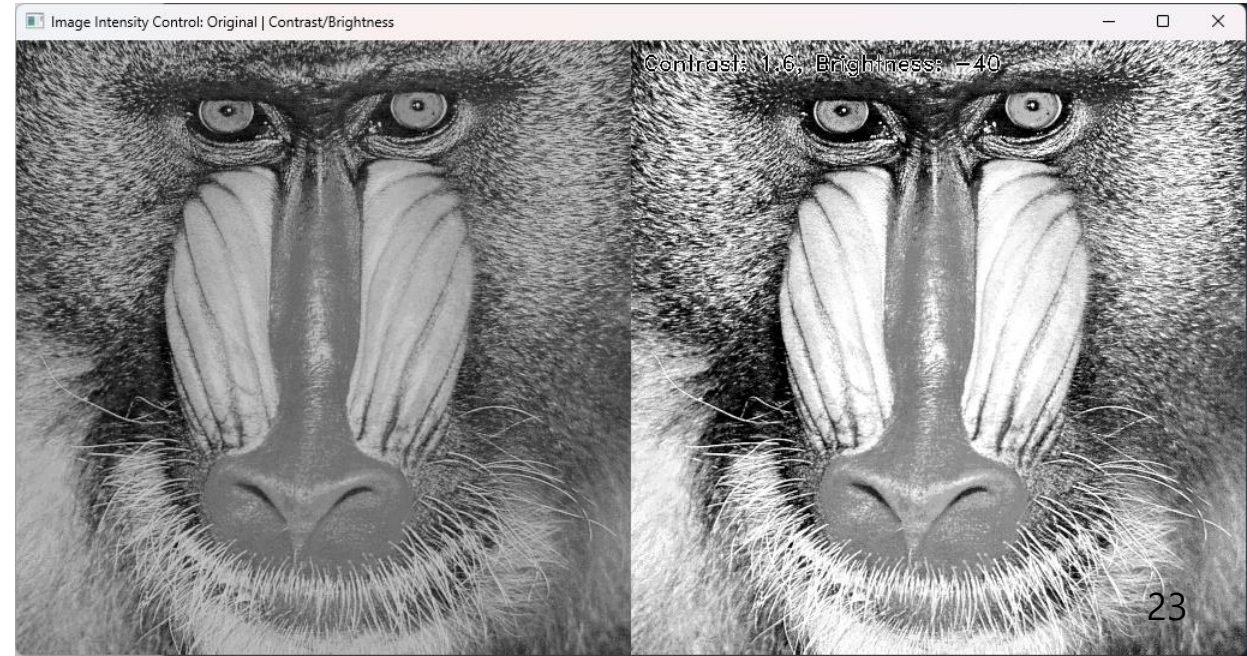 Image Intensity Control: Original | Contrast/Brightness
Contrast: 1.6, Brightness: -40
23